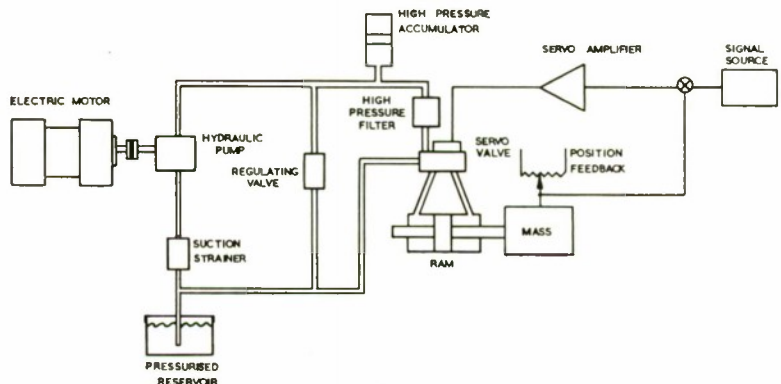 HIGH PRESSURE
ACCUMULATOR
SERVO AMPLIFIER
SIGNAL
SOURCE
ELECTRIC MOTOR
HIGH
PRESSURE
FILTER
HYDRAULIC
PUMP
REGULATING
VALVE
SERVO
VALVE
POSITION
FEEDBACK
SUCTION
STRAINER
MASS
RAM
PRESSURISED
RESERVOIR